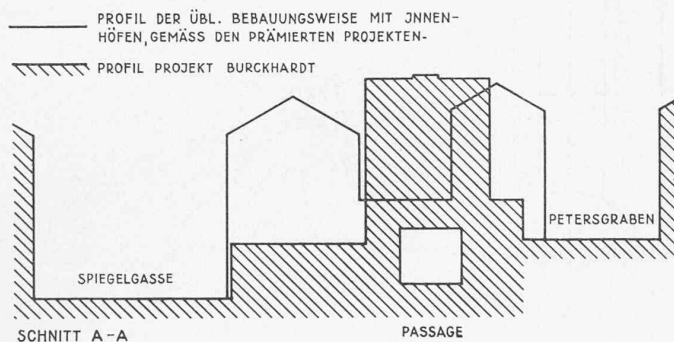 PROFIL DER ÜBL. BEBAUUNGSWEISE MIT JNNEN-
HÖFEN, GEMÄSS DEN PRÄMIERTEN PROJEKTEN-
PROFIL PROJEKT BURCKHARDT
PETERSGRABEN
SPIEGELGASSE
SCHNITT A-A
PASSAGE